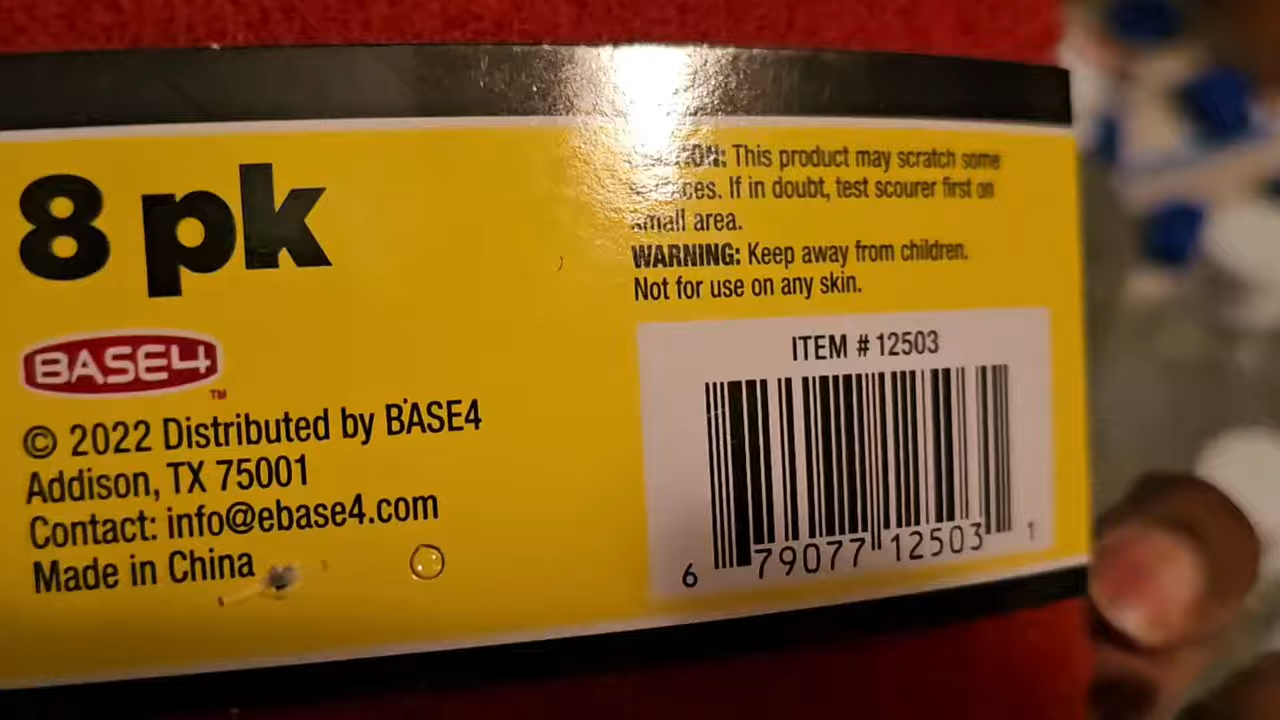 8 pk
BASE4
TM
© 2022 Distributed by BASE4
Addison, TX 75001
Contact: info@ebase4.com
Made in China
This product may scratch some
If in doubt, test scourer first on
small area.
WARNING: Keep away from children.
Not for use on any skin.
ITEM # 12503
6 79077 12503 1